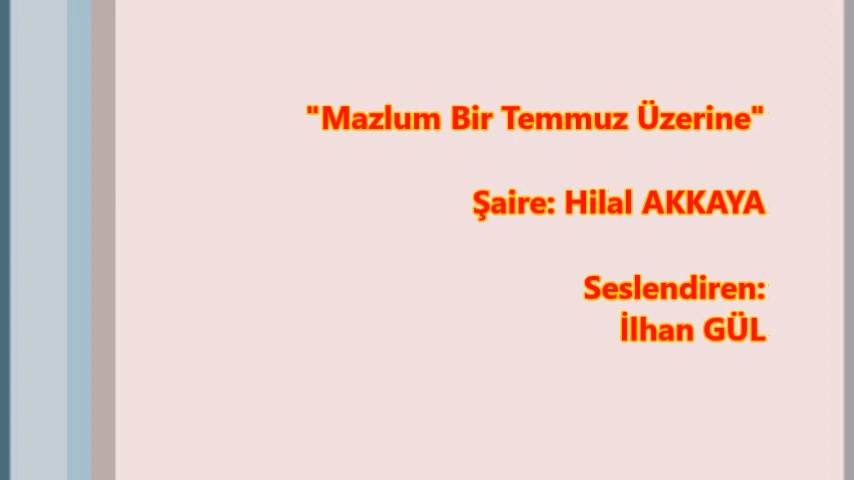 "Mazlum Bir Temmuz Üzerine"
Şaire: Hilal AKKAYA
Seslendiren:
İlhan GÜL